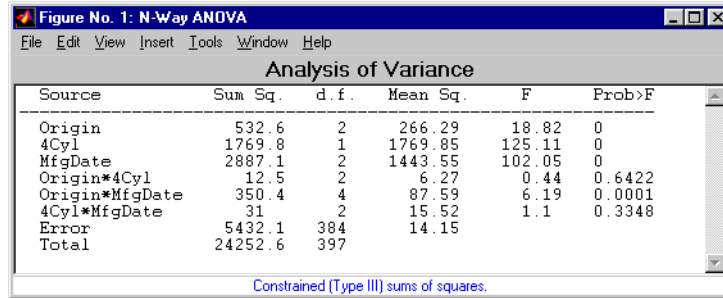 Figure No. 1: N-Way ANOVA
File Edit View Insert Tools Window Help
Analysis of Variance
Source Sum Sq. d.f. Mean Sq. F Prob>F
Origin 532.6 2 266.29 18.82 0
4Cyl 1769.8 1 1769.85 125.11 0
MfgDate 2887.1 2 1443.55 102.05 0
Origin*4Cyl 12.5 2 6.27 0.44 0.6422
Origin*MfgDate 350.4 4 87.59 6.19 0.0001
4Cyl*MfgDate 31 2 15.52 1.1 0.3348
Error 5432.1 384 14.15
Total 24252.6 397
Constrained (Type III) sums of squares.